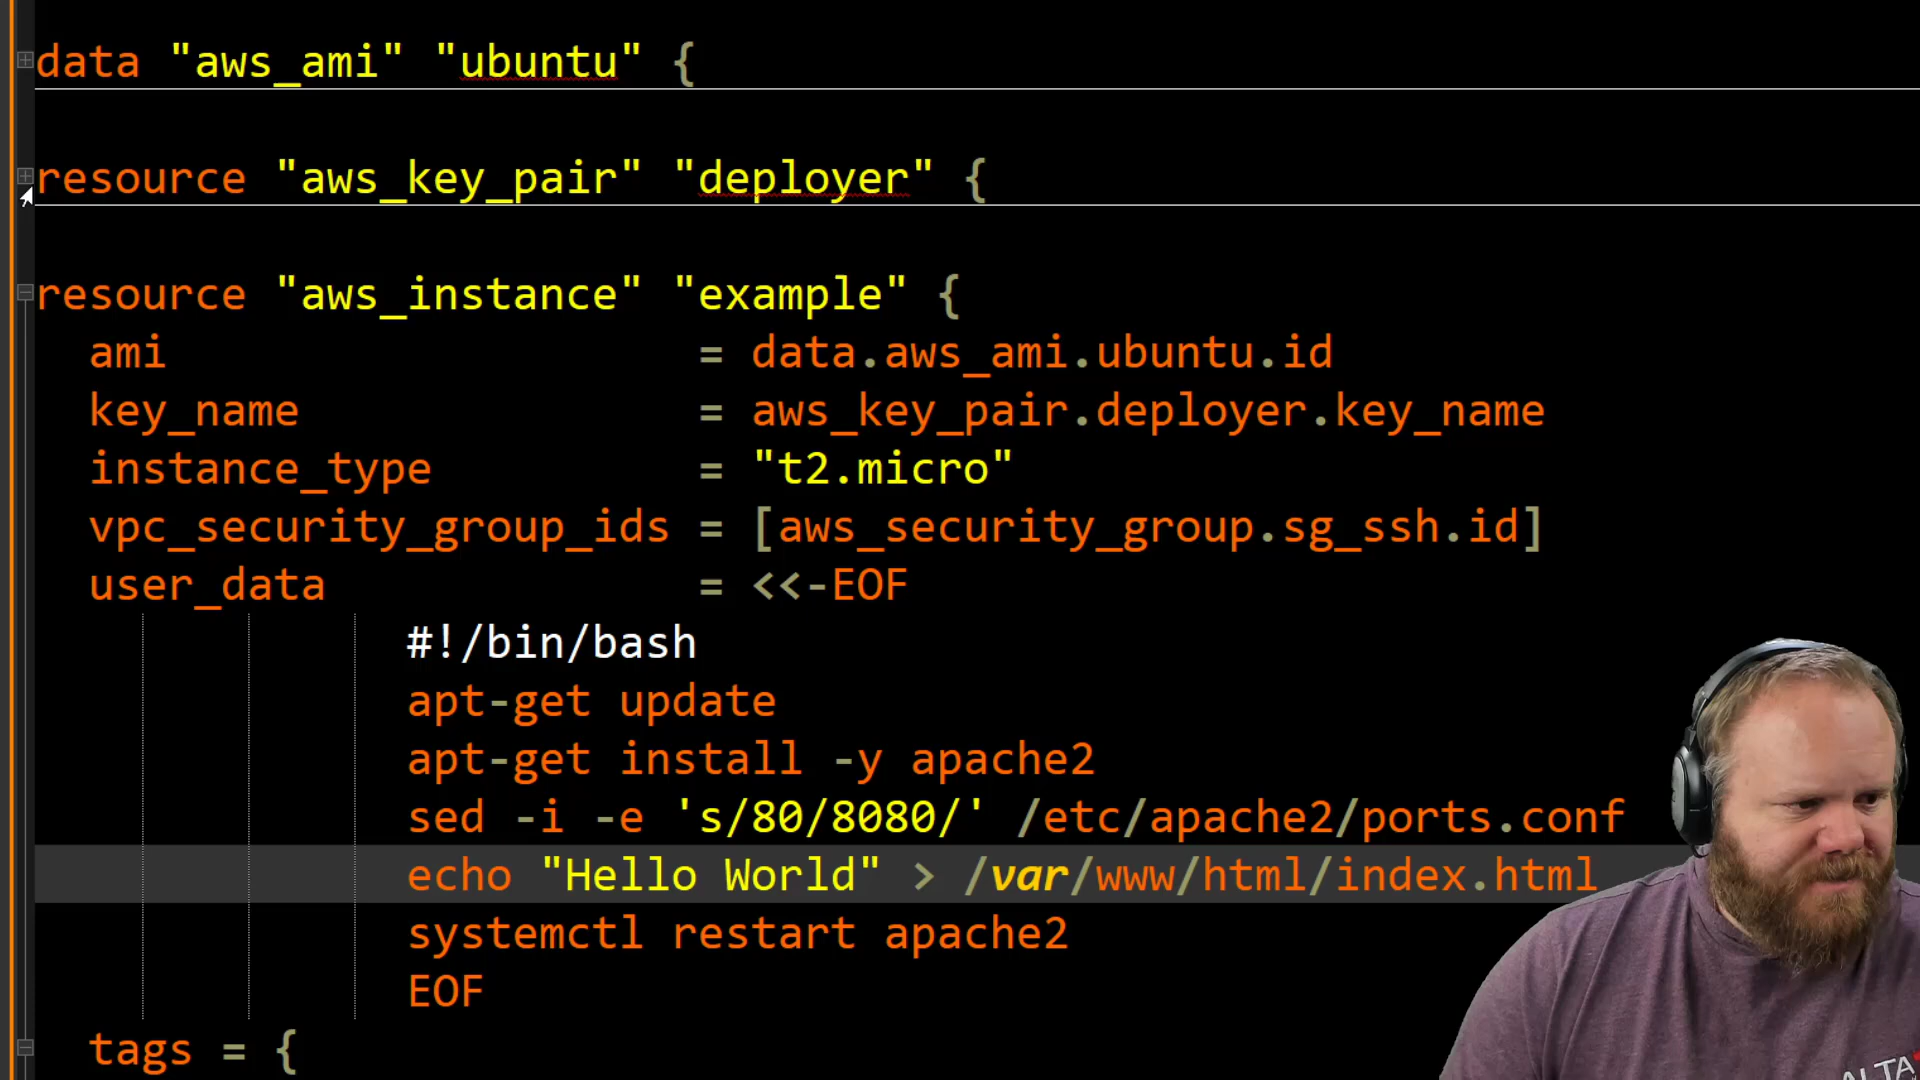 data "aws_ami" "ubuntu" {
resource "aws_key_pair" "deployer" {
resource "aws_instance" "example" {
ami = data.aws_ami.ubuntu.id
key_name = aws_key_pair.deployer.key_name
instance_type = "t2.micro"
vpc_security_group_ids = [aws_security_group.sg_ssh.id]
user_data = <<-EOF
#!/bin/bash
apt-get update
apt-get install -y apache2
sed -i -e 's/80/8080/' /etc/apache2/ports.conf
echo "Hello World" > /var/www/html/index.html
systemctl restart apache2
EOF
tags = {